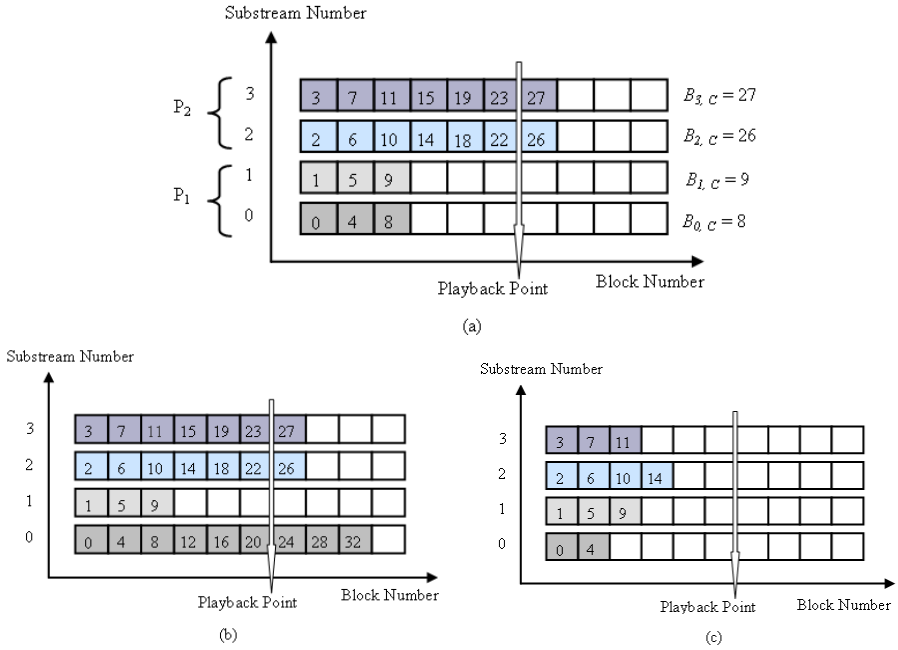 Substream Number
P2
3
3 7 11 15 19 23 27
B3, C = 27
2
2 6 10 14 18 22 26
B2, C = 26
P1
1
1 5 9
B1, C = 9
0
0 4 8
B0, C = 8
Playback Point
Block Number
(a)
Substream Number
3
3 7 11 15 19 23 27
2
2 6 10 14 18 22 26
1
1 5 9
0
0 4 8 12 16 20 24 28 32
Playback Point
Block Number
(b)
Substream Number
3
3 7 11
2
2 6 10 14
1
1 5 9
0
0 4
Playback Point
Block Number
(c)